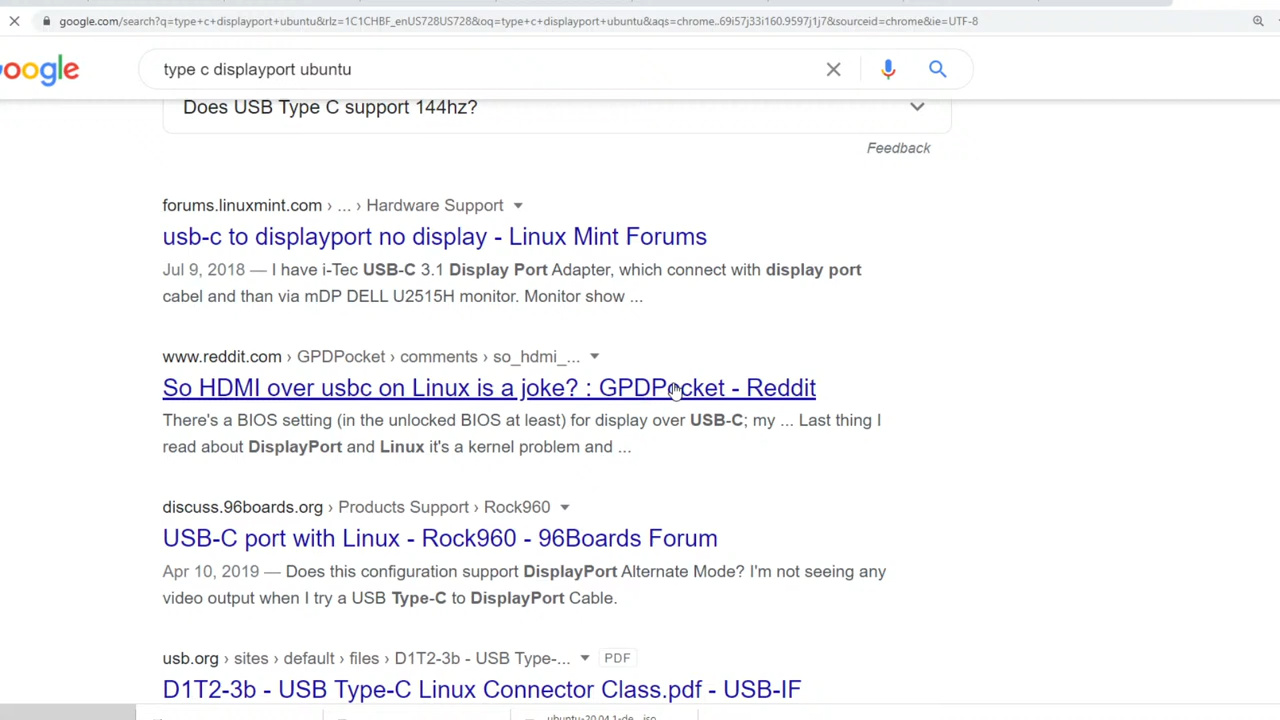 google.com/search?q=type+c+displayport+ubuntu&rlz=1C1CHBF_enUS728US728&oq=type+c+displayport+ubuntu&aqs=chrome..69i57j33i160.9597j1j7&sourceid=chrome&ie=UTF-8
oogle
type c displayport ubuntu
Does USB Type C support 144hz?
Feedback
forums.linuxmint.com › ... › Hardware Support
usb-c to displayport no display - Linux Mint Forums
Jul 9, 2018 — I have i-Tec USB-C 3.1 Display Port Adapter, which connect with display port
cabel and than via mDP DELL U2515H monitor. Monitor show ...
www.reddit.com › GPDPocket › comments › so_hdmi_...
So HDMI over usbc on Linux is a joke? : GPDPocket - Reddit
There's a BIOS setting (in the unlocked BIOS at least) for display over USB-C; my ... Last thing I
read about DisplayPort and Linux it's a kernel problem and ...
discuss.96boards.org › Products Support › Rock960
USB-C port with Linux - Rock960 - 96Boards Forum
Apr 10, 2019 — Does this configuration support DisplayPort Alternate Mode? I'm not seeing any
video output when I try a USB Type-C to DisplayPort Cable.
usb.org › sites › default › files › D1T2-3b - USB Type-... PDF
D1T2-3b - USB Type-C Linux Connector Class.pdf - USB-IF